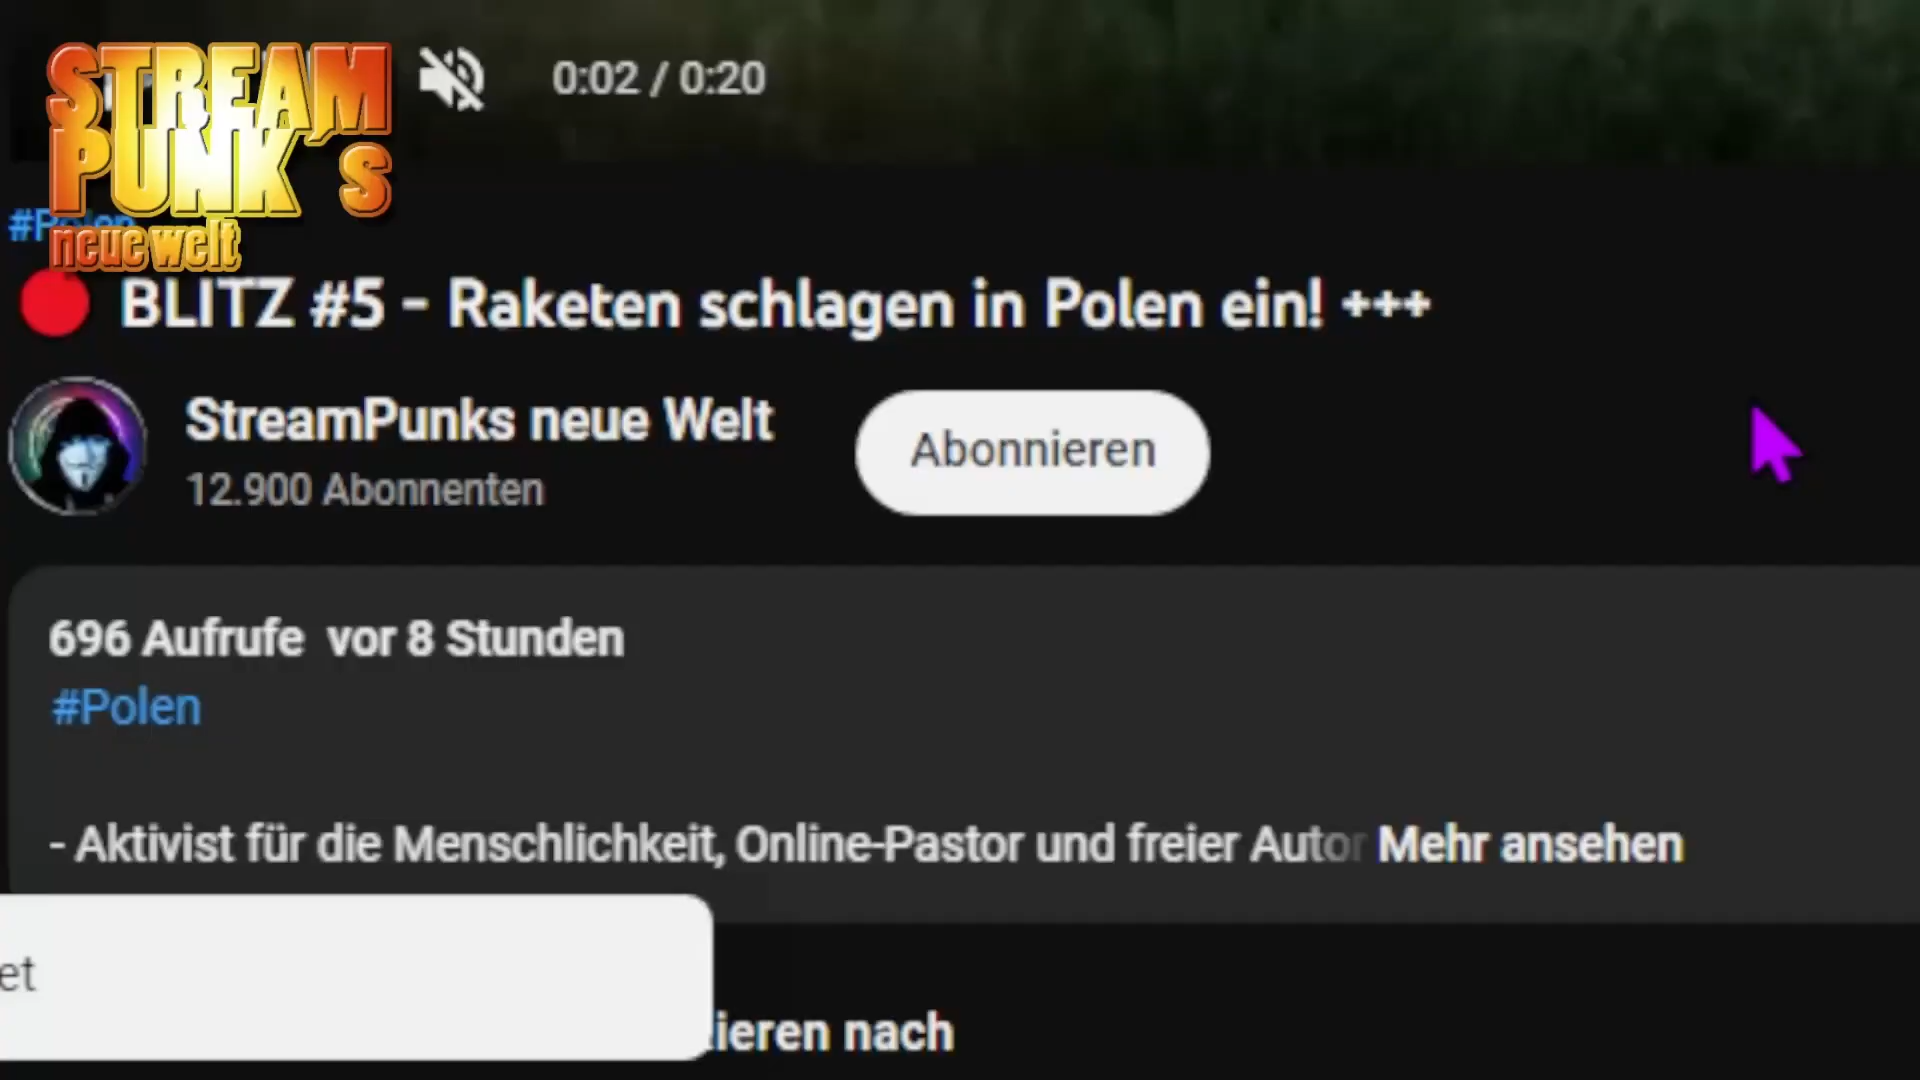 STREAM
PUNK´s
neue welt
0:02 / 0:20
#Polen
BLITZ #5 - Raketen schlagen in Polen ein! +++
StreamPunks neue Welt
12.900 Abonnenten
Abonnieren
696 Aufrufe vor 8 Stunden
#Polen
- Aktivist für die Menschlichkeit, Online-Pastor und freier Autor Mehr ansehen
et
ieren nach